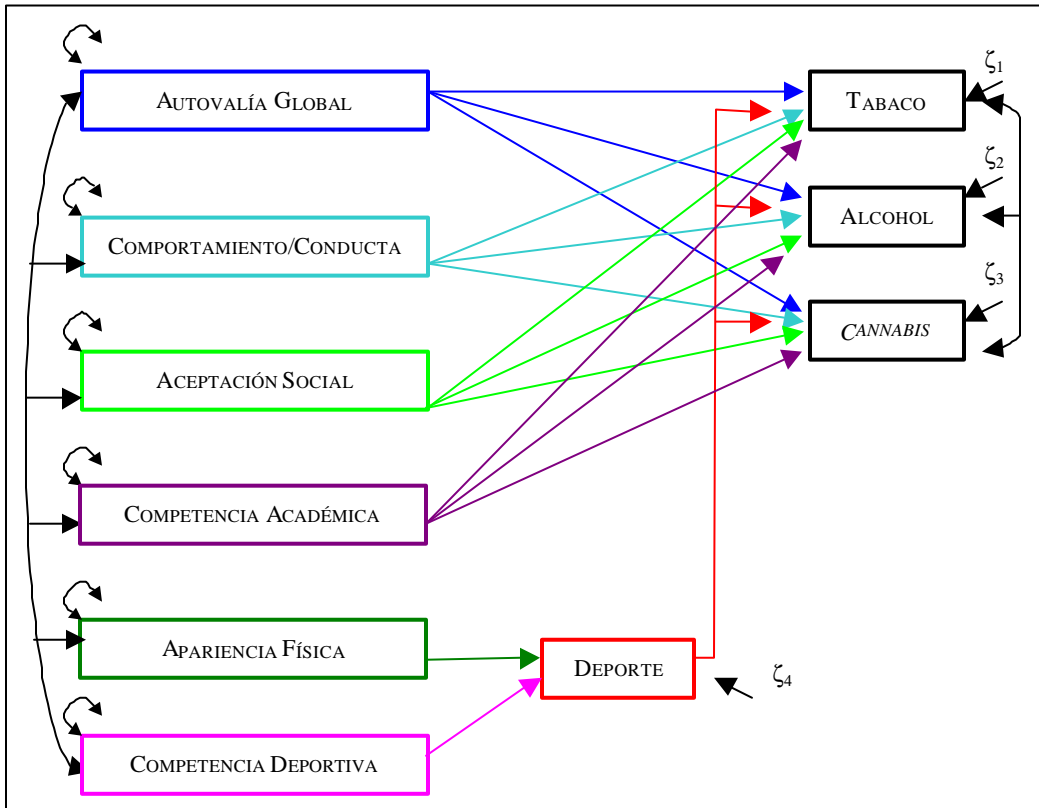 AUTOVALÍA GLOBAL
COMPORTAMIENTO/CONDUCTA
ACEPTACIÓN SOCIAL
COMPETENCIA ACADÉMICA
APARIENCIA FÍSICA
COMPETENCIA DEPORTIVA
DEPORTE
ζ4
TABACO
ζ1
ALCOHOL
ζ2
CANNABIS
ζ3